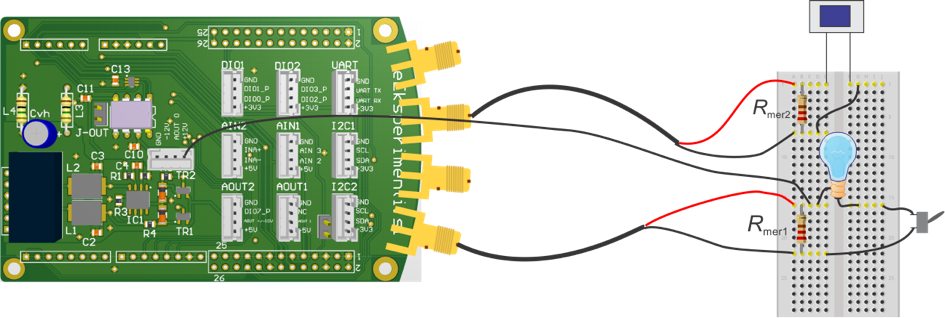 25
1
26
2
C13
C11
L4
Cvh
L3
J-OUT
C10
C3
C4
L2
R1
TR2
R3
IC1
L1
R4
TR1
C2
GND
-12V
AOUT 0
+12V
DIO1
GND
DIO1_P
DIO0_P
+3V3
DIO2
GND
DIO3_P
DIO2_P
+3V3
UART
GND
UART TX
UART RX
+3V3
AIN2
GND
INA+
INA-
+5V
AIN1
GND
AIN 3
AIN 2
+5V
I2C1
GND
SCL
SDA
+3V3
AOUT2
GND
DIO7_P
+5V
AOUT1
GND
NC
+5V
I2C2
GND
SCL
SDA
+3V3
25
1
26
2
eksperimentira
Rmer2
Rmer1